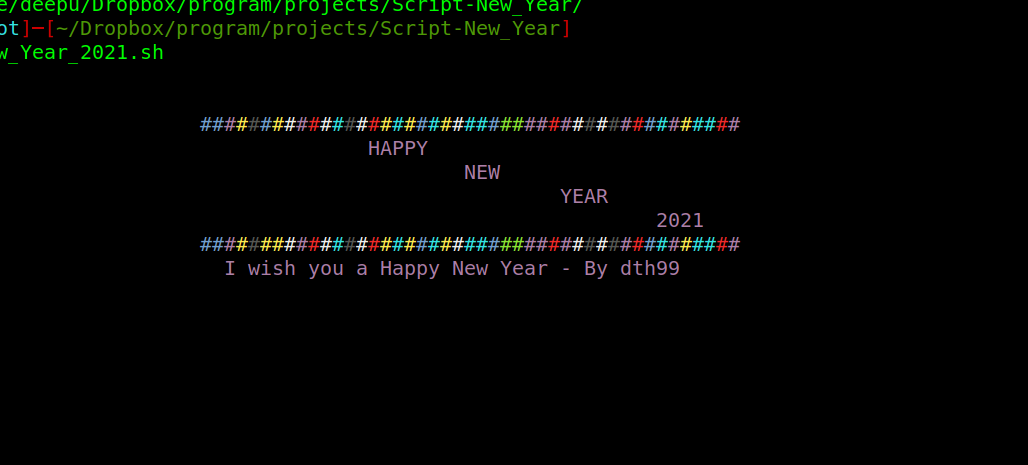 e/deepu/Dropbox/program/projects/Script-New_Year/
ot]─[~/Dropbox/program/projects/Script-New_Year]
w_Year_2021.sh
#############################################
HAPPY
NEW
YEAR
2021
#############################################
I wish you a Happy New Year - By dth99